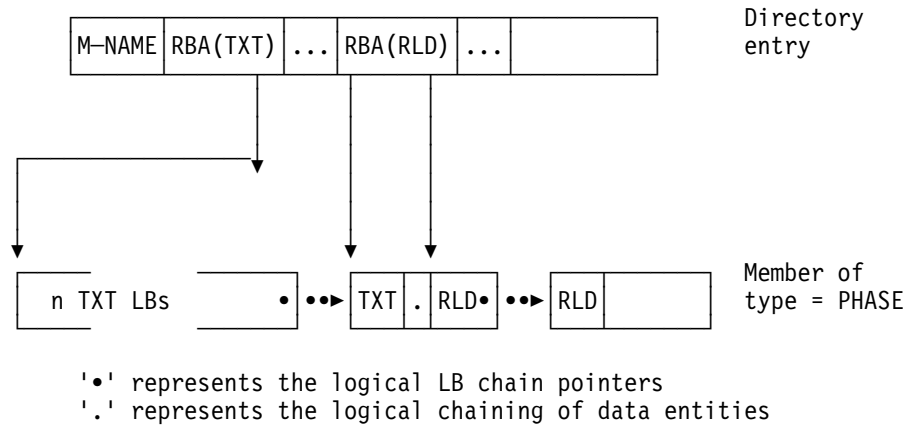 Directory
M—NAME RBA(TXT) ... RBA(RLD) ... entry
Member of
n TXT LBs • ••► TXT . RLD• ••► RLD type = PHASE
'•' represents the logical LB chain pointers
'.' represents the logical chaining of data entities